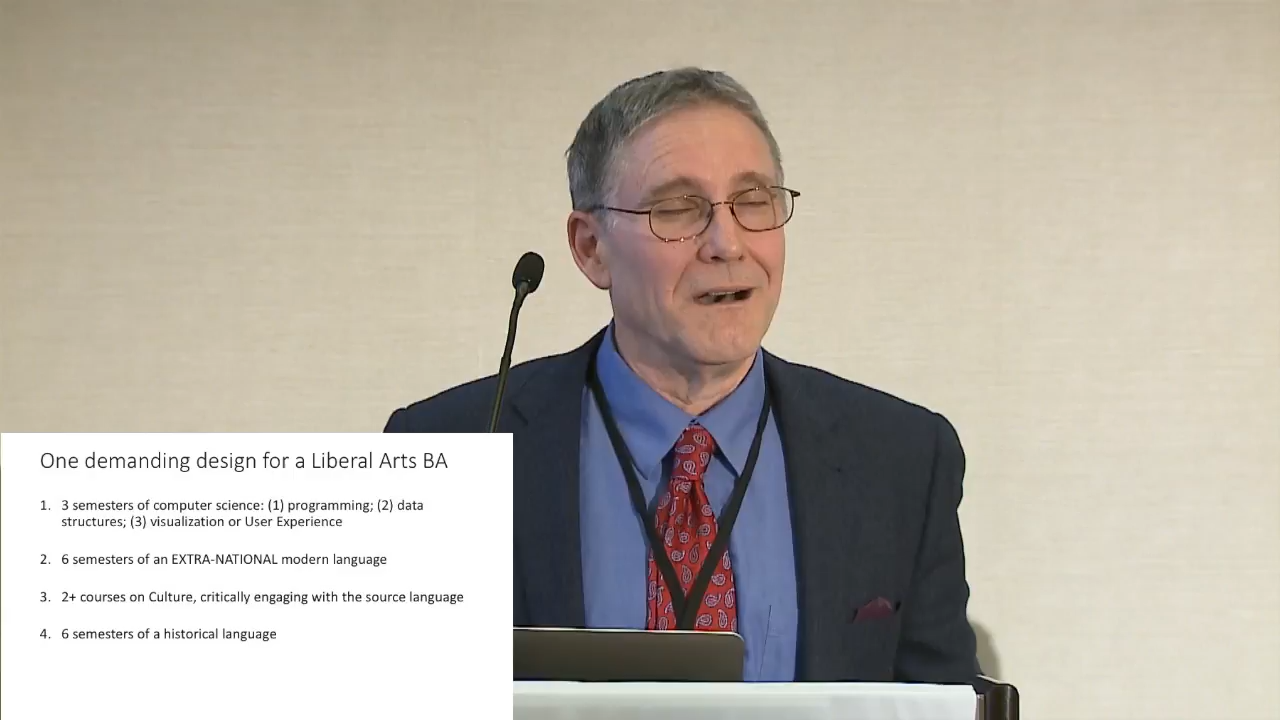 One demanding design for a Liberal Arts BA
1. 3 semesters of computer science: (1) programming; (2) data
structures; (3) visualization or User Experience
2. 6 semesters of an EXTRA-NATIONAL modern language
3. 2+ courses on Culture, critically engaging with the source language
4. 6 semesters of a historical language